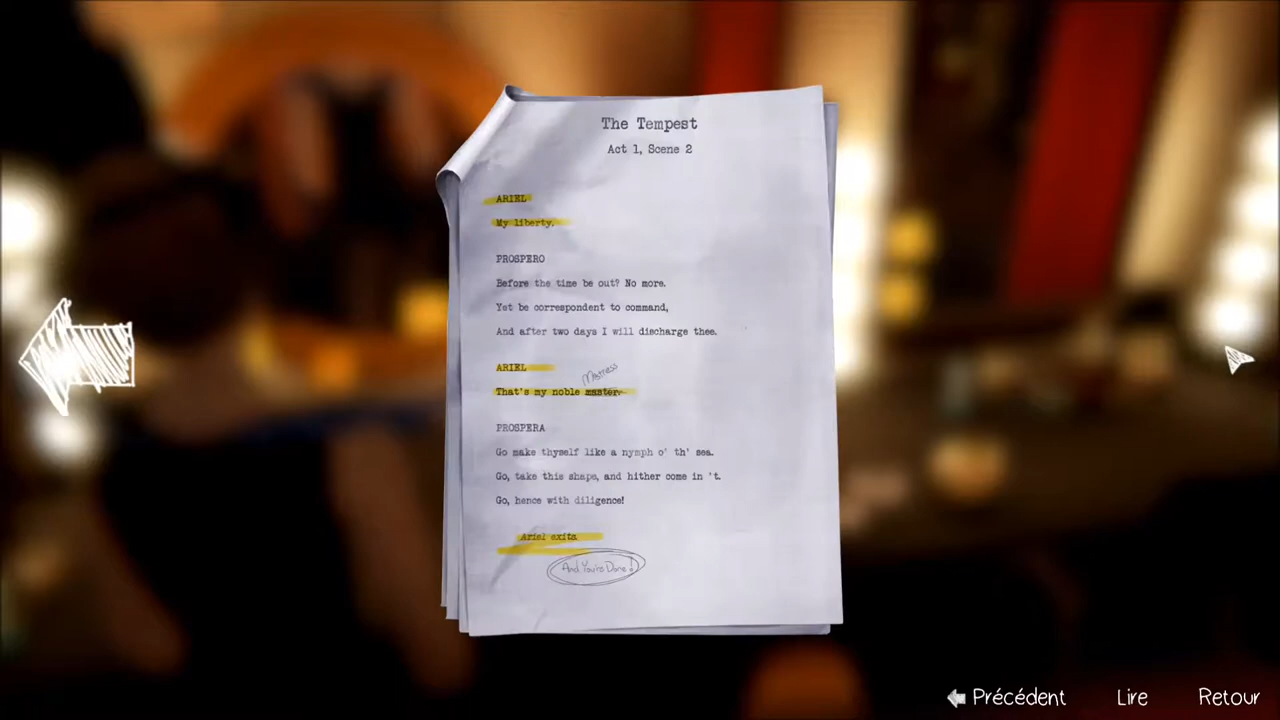 The Tempest
Act 1, Scene 2
ARIEL
My liberty.
PROSPERO
Before the time be out? No more.
Yet be correspondent to command,
And after two days I will discharge thee.
ARIEL
Mistress
That's my noble master.
PROSPERA
Go make thyself like a nymph o' th' sea.
Go, take this shape, and hither come in 't.
Go, hence with diligence!
Ariel exits.
And You're Done!
Précédent Lire Retour